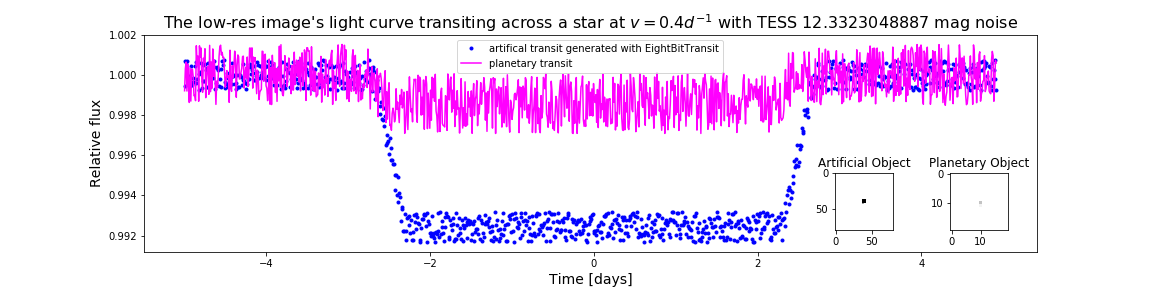 The low-res image's light curve transiting across a star at v = 0.4d⁻¹ with TESS 12.3323048887 mag noise
artifical transit generated with EightBitTransit
planetary transit
Relative flux
1.002
1.000
0.998
0.996
0.994
0.992
Artificial Object
Planetary Object
0
50
0
50
0
10
0
10
−4
−2
0
2
4
Time [days]